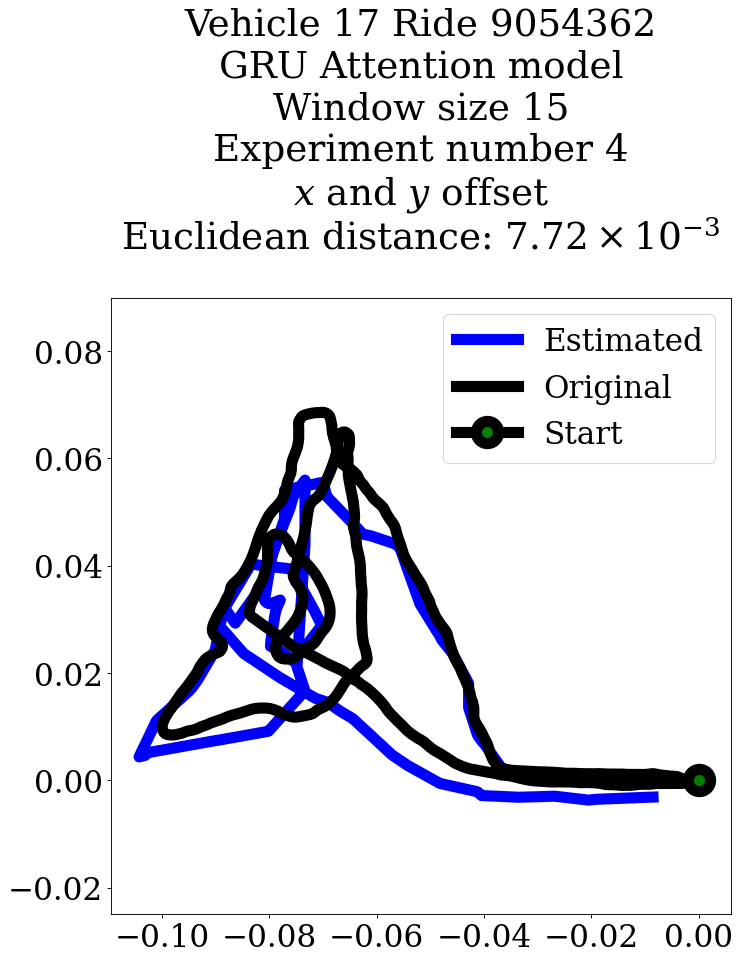 Vehicle 17 Ride 9054362
GRU Attention model
Window size 15
Experiment number 4
x and y offset
Euclidean distance: 7.72 × 10⁻³
Estimated
Original
Start
0.08
0.06
0.04
0.02
0.00
−0.02
−0.10 −0.08 −0.06 −0.04 −0.02 0.00